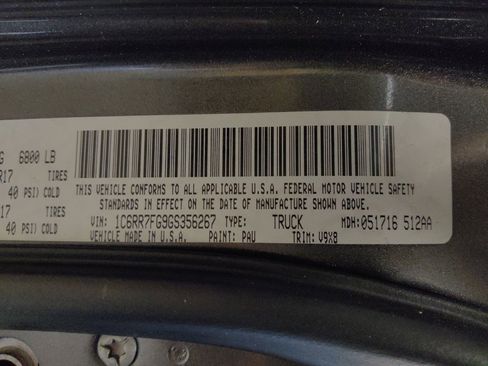 G 6800 LB
R17 TIRES
40 PSI) COLD
17 TIRES
40 PSI) COLD
THIS VEHICLE CONFORMS TO ALL APPLICABLE U.S.A. FEDERAL MOTOR VEHICLE SAFETY
STANDARDS IN EFFECT ON THE DATE OF MANUFACTURE SHOWN ABOVE.
VIN: 1C6RR7FG9GS356267 TYPE: TRUCK MDH:051716 512AA
VEHICLE MADE IN U.S.A. PAINT: PAU TRIM: V9X8